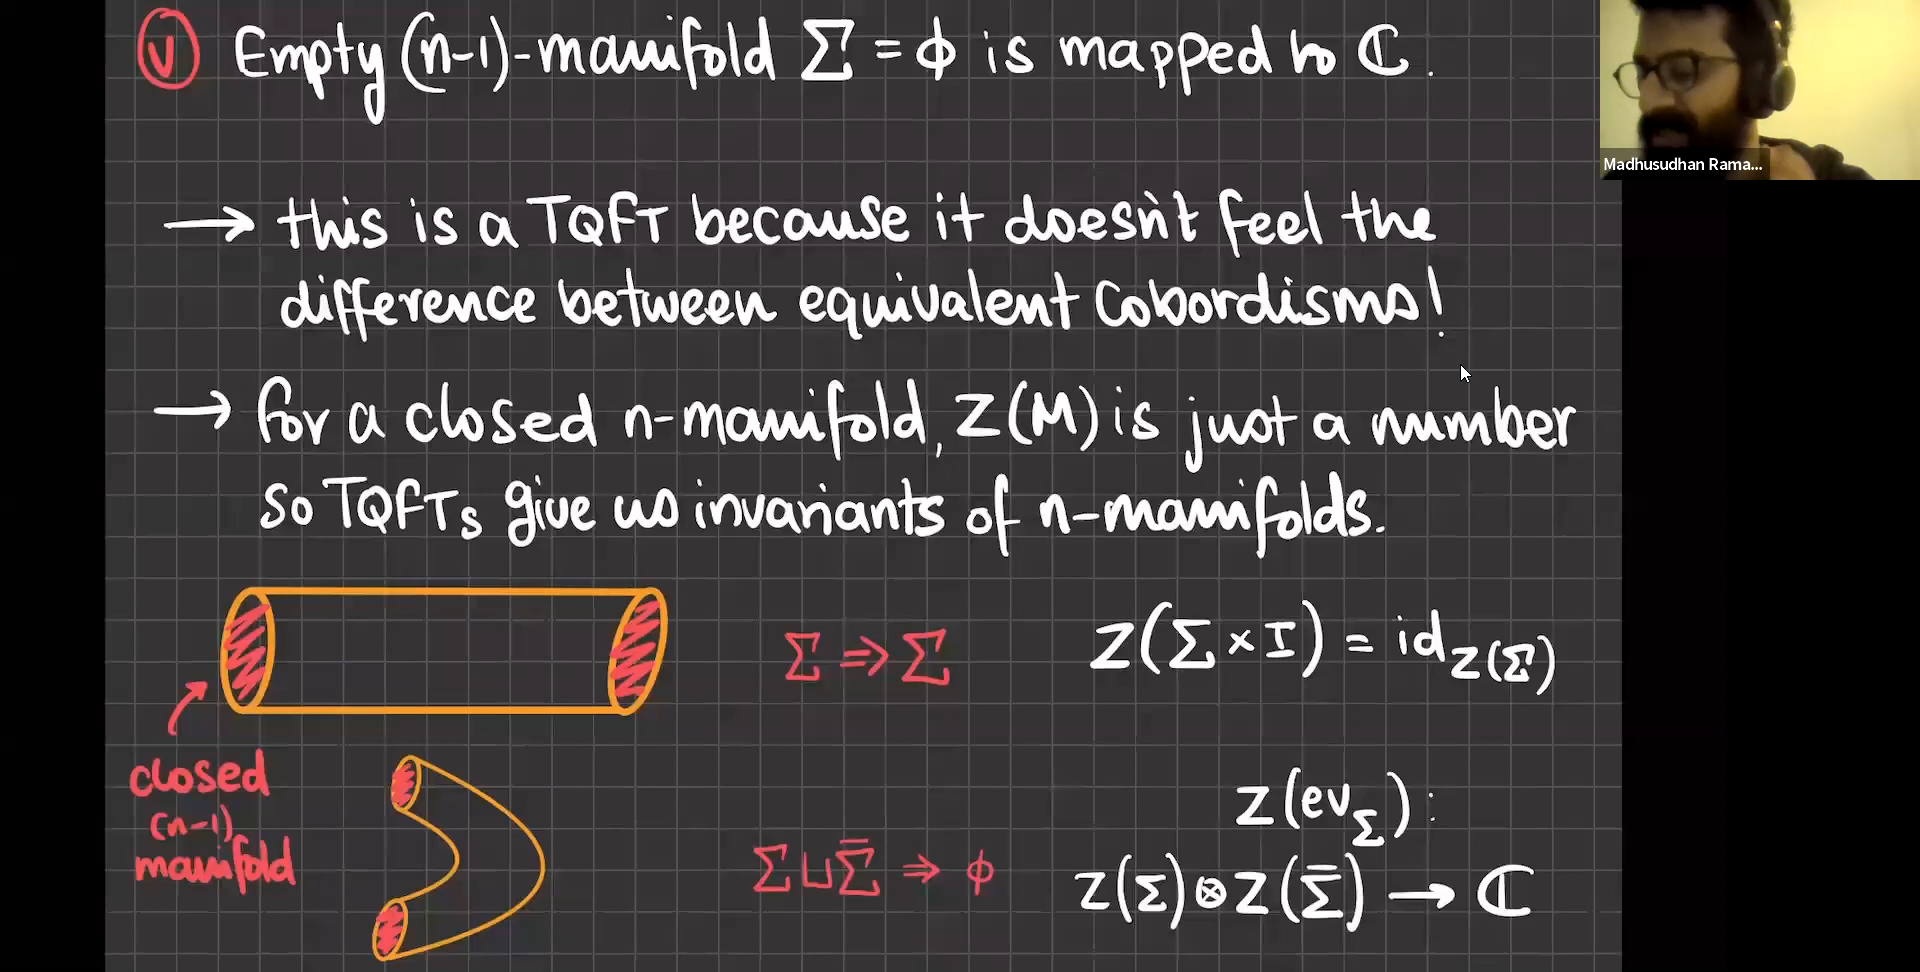 (v) Empty (n-1)-manifold Σ = ϕ is mapped to ℂ.
Madhusudhan Rama...
→ this is a TQFT because it doesn't feel the
difference between equivalent cobordisms!
→ for a closed n-manifold, Z(M) is just a number
so TQFTs give us invariants of n-manifolds.
Σ ⇒ Σ
Z(Σ × I) = id_Z(Σ)
closed
(n-1)
manifold
Z(ev_Σ):
Σ ⊔ Σ̅ ⇒ ϕ
Z(Σ) ⊗ Z(Σ̅) → ℂ